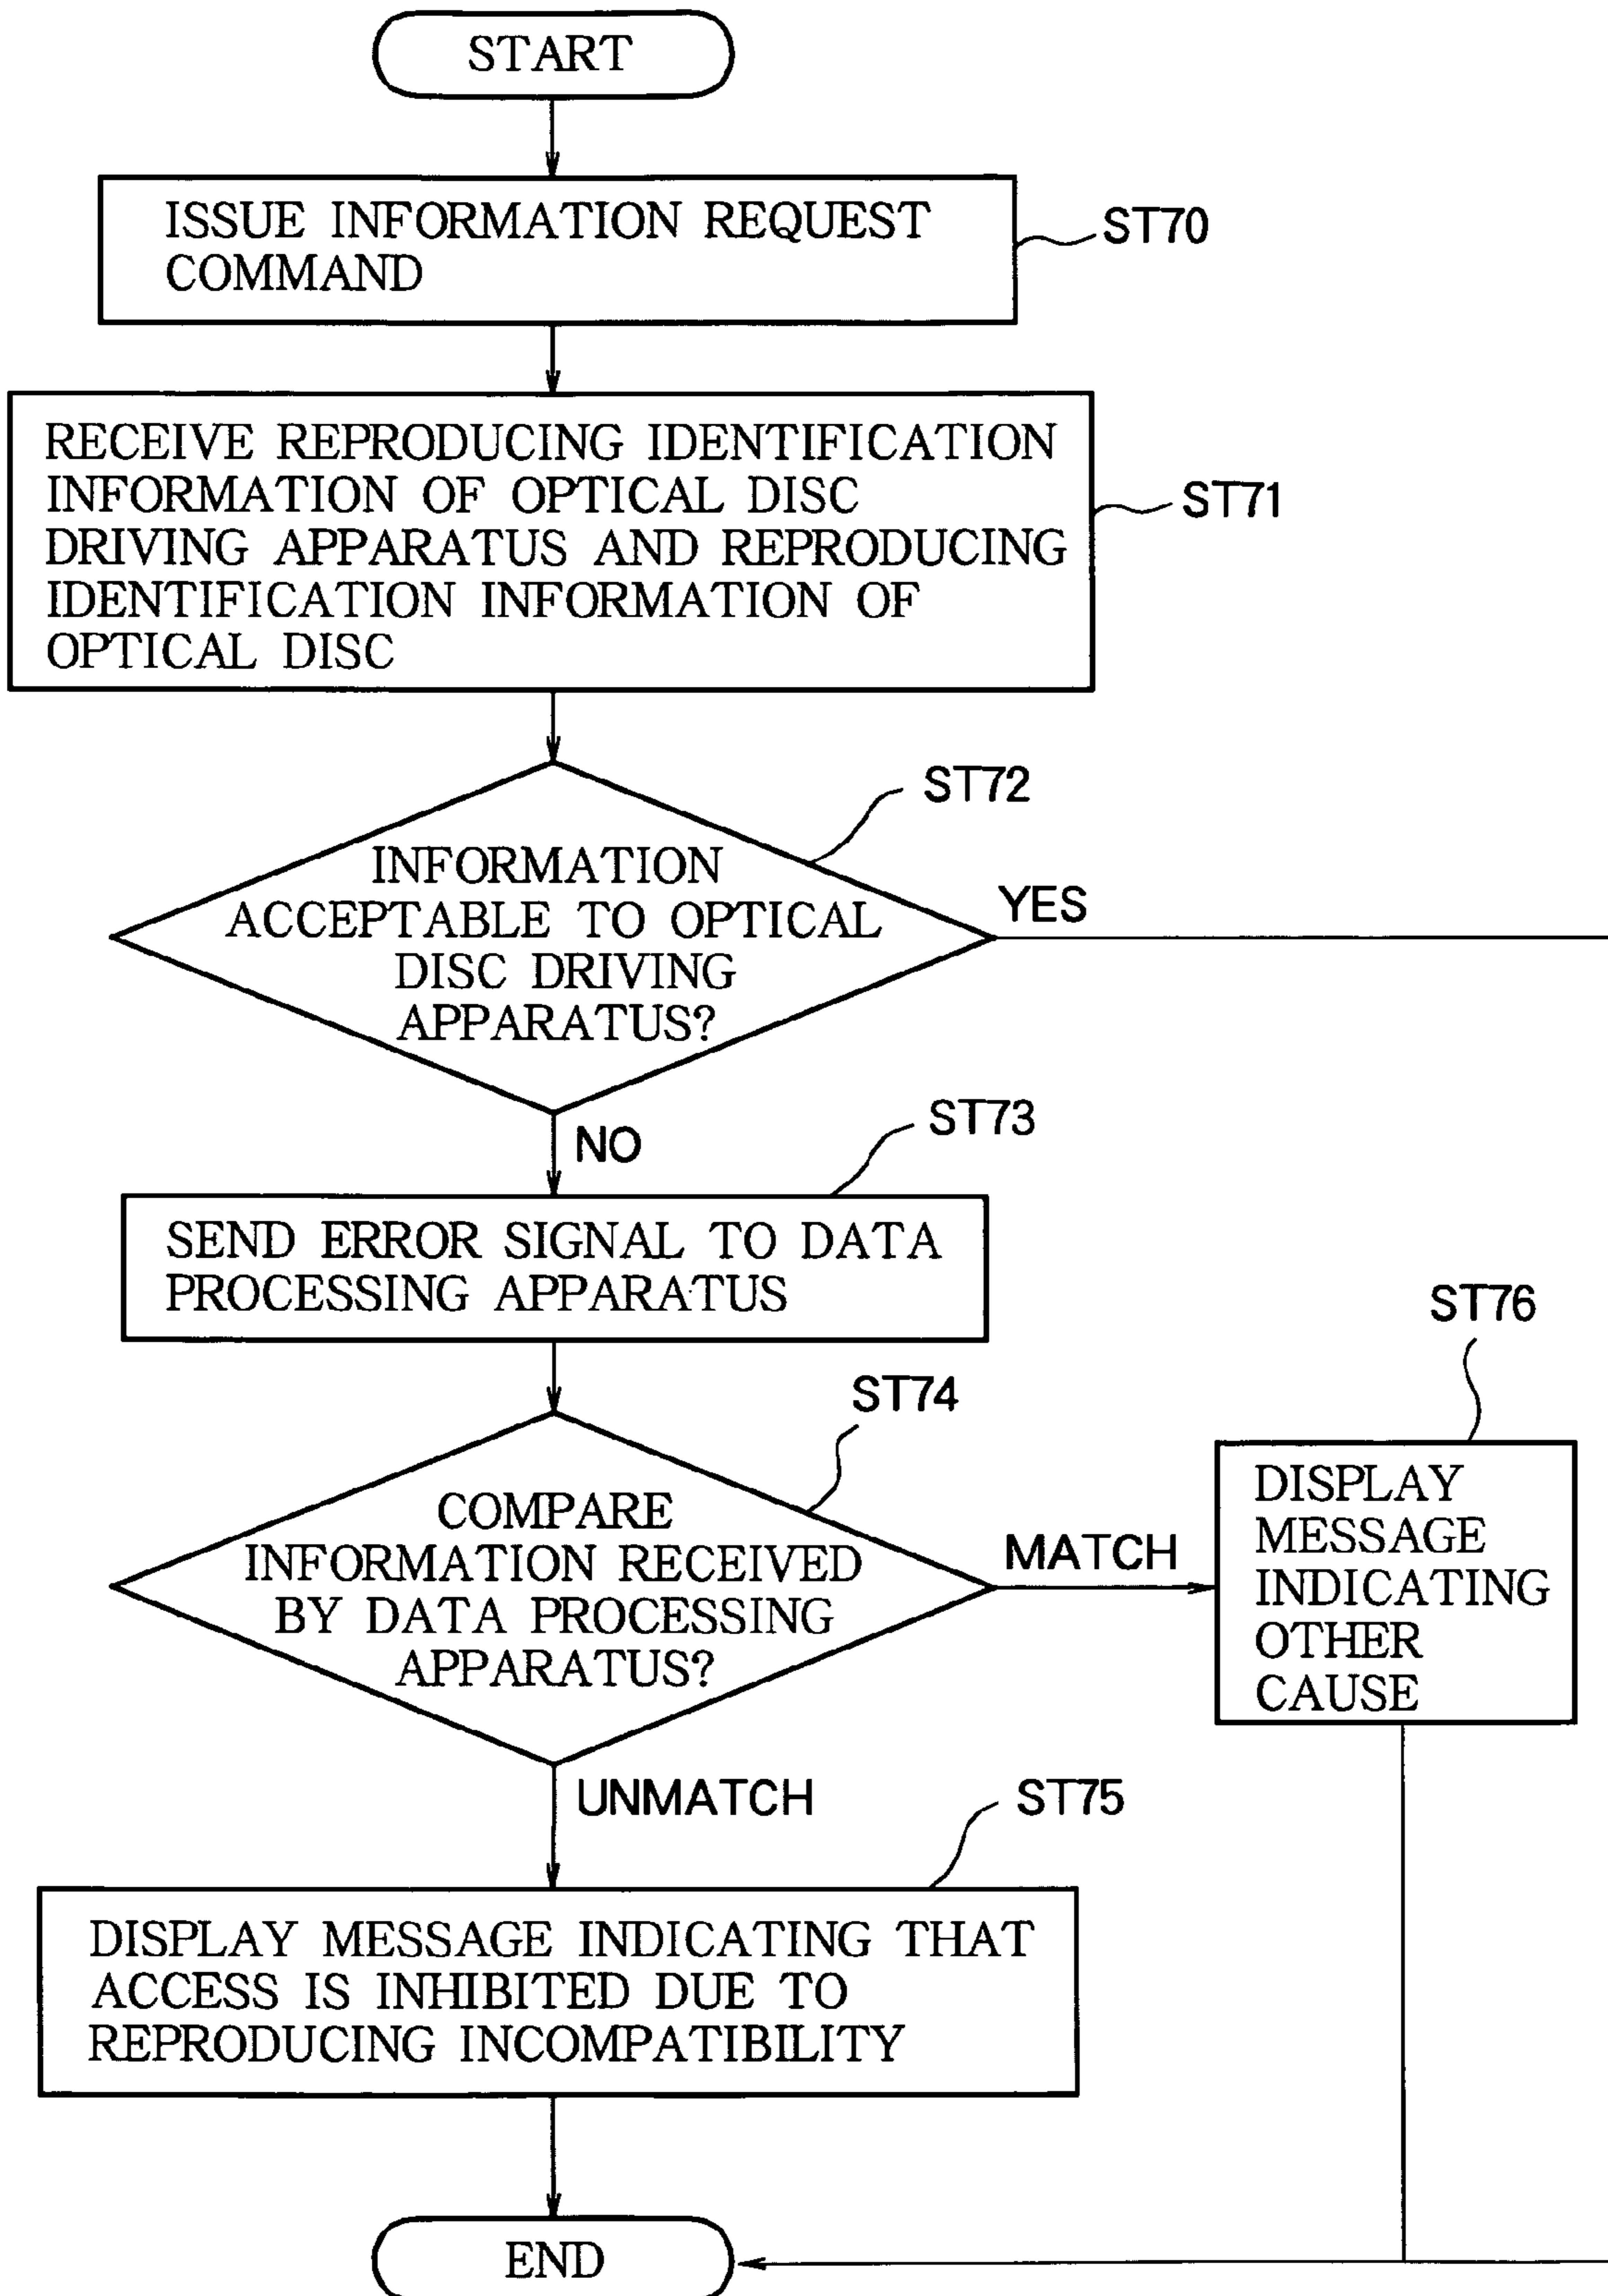 START
ISSUE INFORMATION REQUEST
COMMAND
ST70
RECEIVE REPRODUCING IDENTIFICATION
INFORMATION OF OPTICAL DISC
DRIVING APPARATUS AND REPRODUCING
IDENTIFICATION INFORMATION OF
OPTICAL DISC
ST71
ST72
INFORMATION
ACCEPTABLE TO OPTICAL
DISC DRIVING
APPARATUS?
YES
NO
ST73
SEND ERROR SIGNAL TO DATA
PROCESSING APPARATUS
ST74
COMPARE
INFORMATION RECEIVED
BY DATA PROCESSING
APPARATUS?
MATCH
ST76
DISPLAY
MESSAGE
INDICATING
OTHER
CAUSE
UNMATCH
ST75
DISPLAY MESSAGE INDICATING THAT
ACCESS IS INHIBITED DUE TO
REPRODUCING INCOMPATIBILITY
END